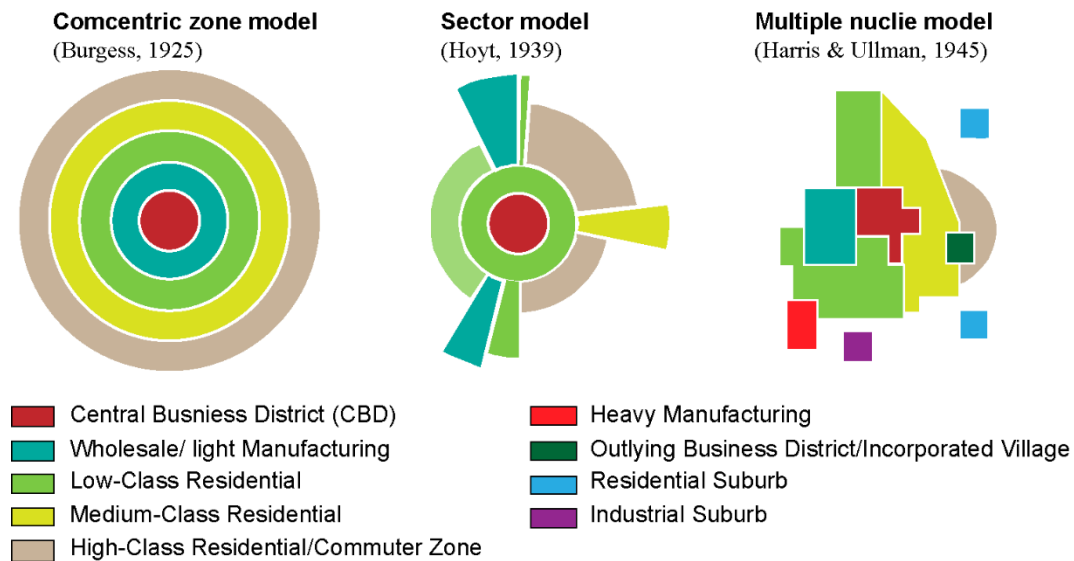 Comcentric zone model
(Burgess, 1925)
Sector model
(Hoyt, 1939)
Multiple nuclie model
(Harris & Ullman, 1945)
Central Busniess District (CBD)
Wholesale/ light Manufacturing
Low-Class Residential
Medium-Class Residential
High-Class Residential/Commuter Zone
Heavy Manufacturing
Outlying Business District/Incorporated Village
Residential Suburb
Industrial Suburb